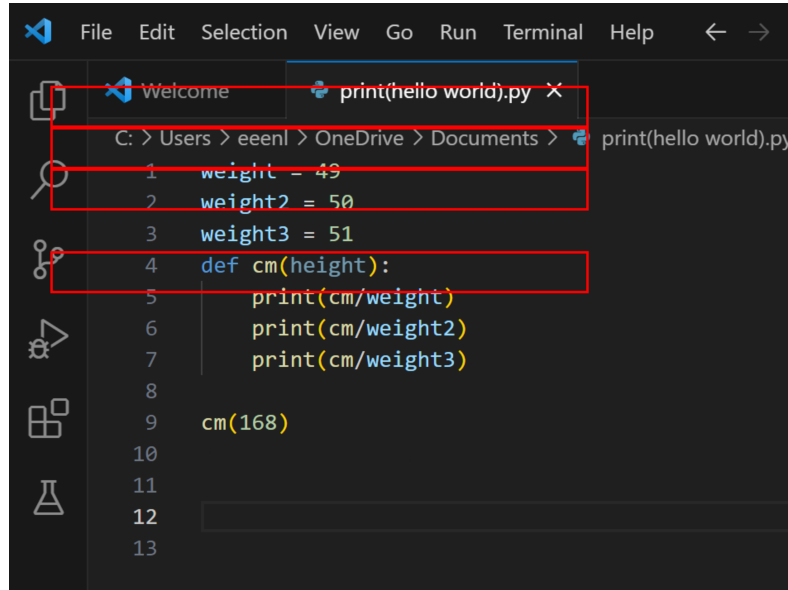 File Edit Selection View Go Run Terminal Help
Welcome print(hello world).py
C: > Users > eeenl > OneDrive > Documents > print(hello world).py
1 weight = 49
2 weight2 = 50
3 weight3 = 51
4 def cm(height):
5 print(cm/weight)
6 print(cm/weight2)
7 print(cm/weight3)
8
9 cm(168)
10
11
12
13